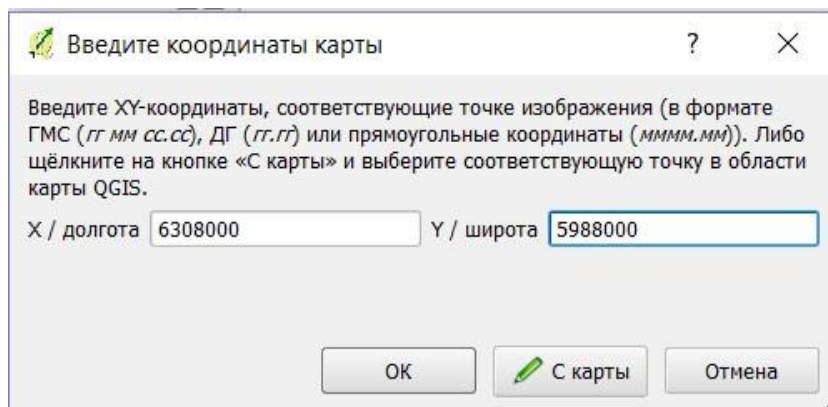 Введите координаты карты ? ×
Введите XY-координаты, соответствующие точке изображения (в формате
ГМС (гг мм сс.сс), ДГ (гг.гг) или прямоугольные координаты (мммм.мм)). Либо
щёлкните на кнопке «С карты» и выберите соответствующую точку в области
карты QGIS.
X / долгота 6308000 Y / широта 5988000
ОК С карты Отмена